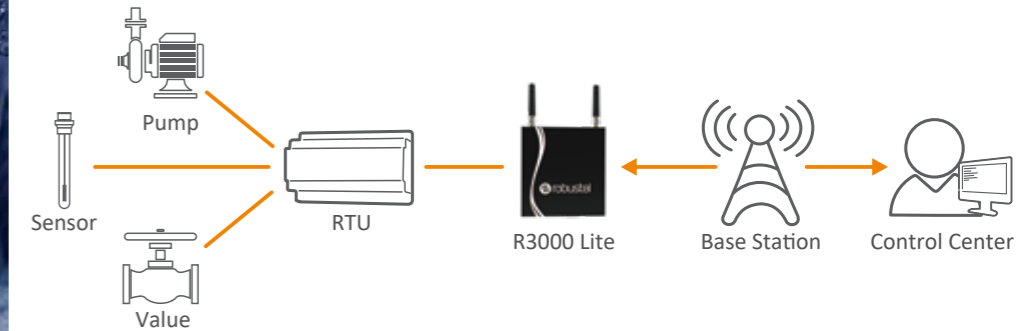 Pump
robustel
Sensor
RTU
R3000 Lite
Base Station
Control Center
Value